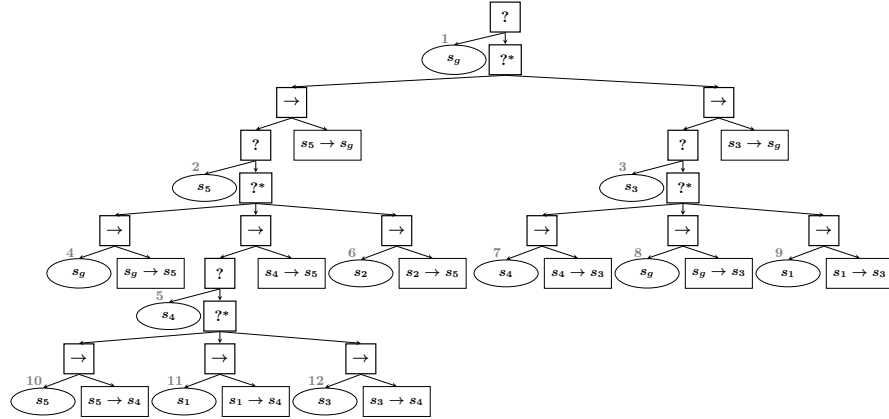 ?
1
s_g ?*
→ →
? s_5 → s_g ? s_3 → s_g
2 3
s_5 ?* s_3 ?*
→ → → → → →
4 6 7 8 9
s_g s_g → s_5 ? s_4 → s_5 s_2 s_2 → s_5 s_4 s_4 → s_3 s_g s_g → s_3 s_1 s_1 → s_3
5
s_4 ?*
→ → →
10 11 12
s_5 s_5 → s_4 s_1 s_1 → s_4 s_3 s_3 → s_4